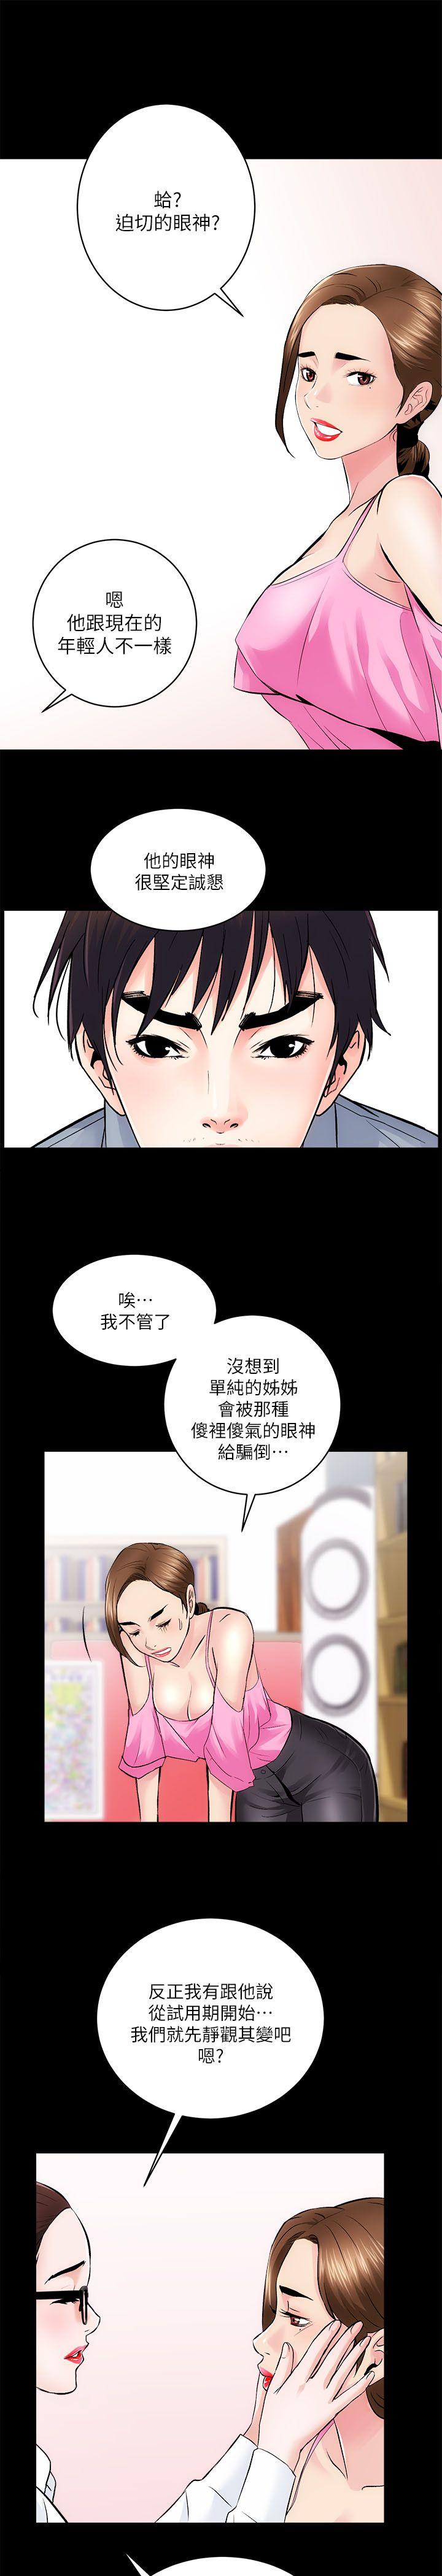 蛤?
迫切的眼神?
嗯
他跟現在的
年輕人不一樣
他的眼神
很堅定誠懇
唉…
我不管了
沒想到
單純的姊姊
會被那種
傻裡傻氣的眼神
給騙倒…
反正我有跟他說
從試用期開始…
我們就先靜觀其變吧
嗯?